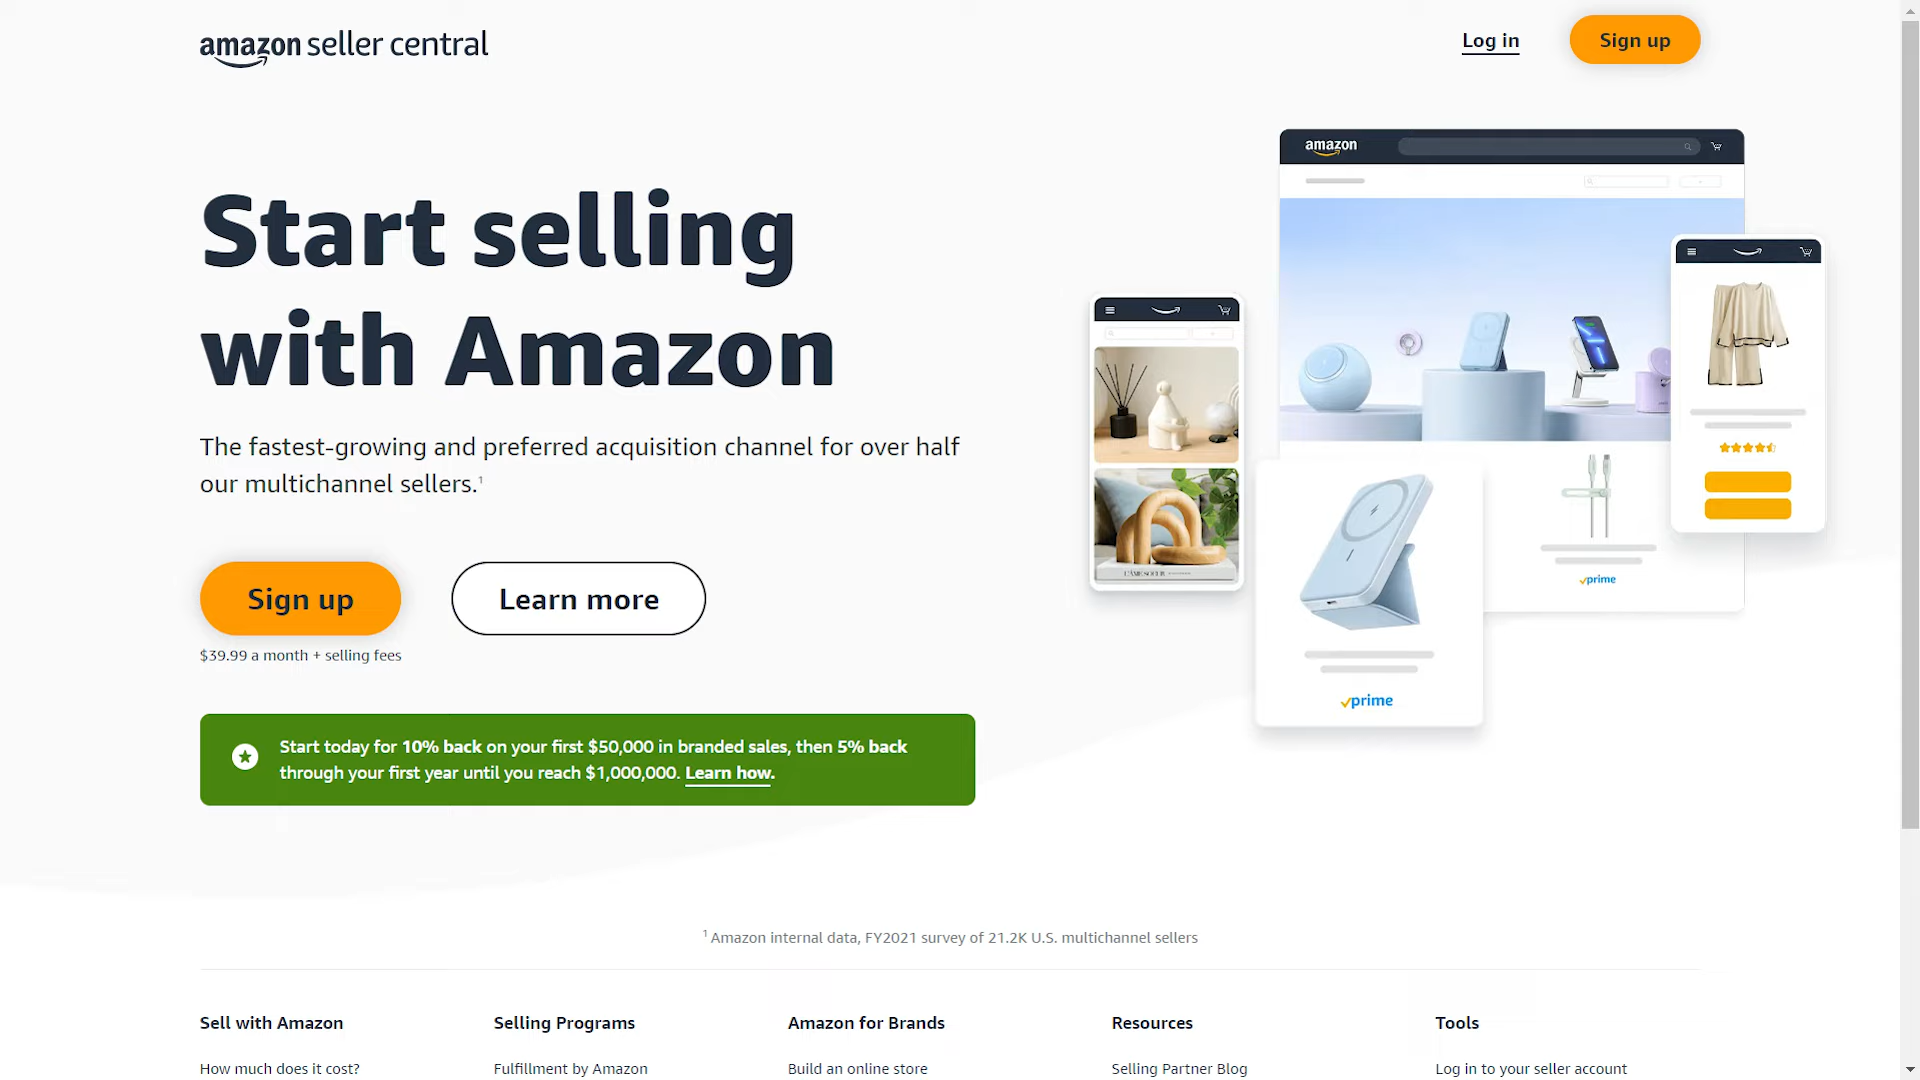 amazon seller central
Log in
Sign up
Start selling
with Amazon
The fastest-growing and preferred acquisition channel for over half
our multichannel sellers.¹
Sign up
Learn more
$39.99 a month + selling fees
Start today for 10% back on your first $50,000 in branded sales, then 5% back
through your first year until you reach $1,000,000. Learn how.
amazon
prime
prime
¹ Amazon internal data, FY2021 survey of 21.2K U.S. multichannel sellers
Sell with Amazon
Selling Programs
Amazon for Brands
Resources
Tools
How much does it cost?
Fulfillment by Amazon
Build an online store
Selling Partner Blog
Log in to your seller account